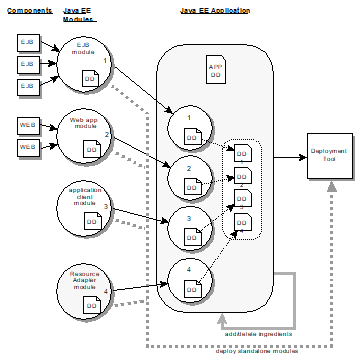 Components
Java EE
Modules
Java EE Application
EJB
EJB
EJB
EJB
module
1
DD
WEB
WEB
Web app
module
2
DD
application
client
module
3
DD
Resource
Adapter
module
4
DD
APP
DD
1
DD
2
DD
3
DD
4
DD
DD
1
DD
2
DD
3
DD
4
Deployment
Tool
add/delete ingredients
deploy standalone modules